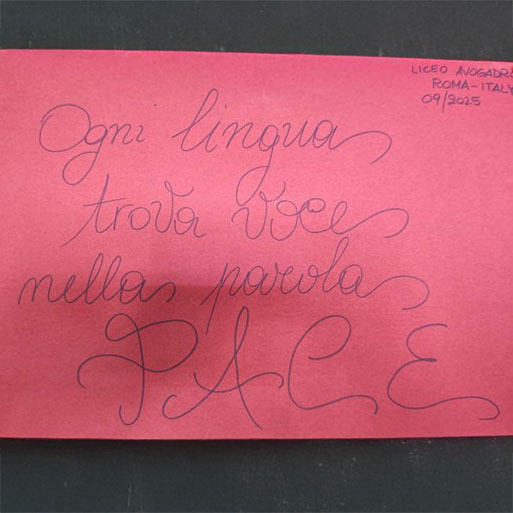 LICEO AVOGADRO
ROMA-ITALY
09/2025
Ogni lingua
trova voce
nella parola
PACE